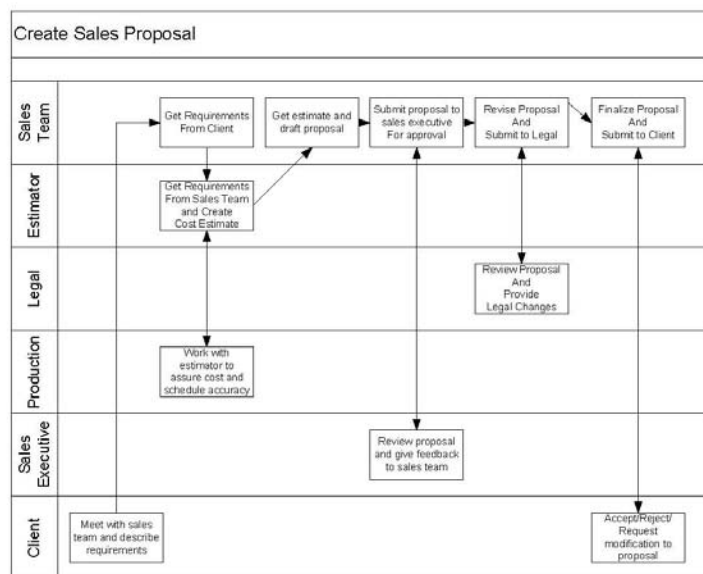 Create Sales Proposal
Sales
Team
Get Requirements
From Client
Get estimate and
draft proposal
Submit proposal to
sales executive
For approval
Revise Proposal
And
Submit to Legal
Finalize Proposal
And
Submit to Client
Estimator
Get Requirements
From Sales Team
and Create
Cost Estimate
Legal
Review Proposal
And
Provide
Legal Changes
Production
Work with
estimator to
assure cost and
schedule accuracy
Sales
Executive
Review proposal
and give feedback
to sales team
Client
Meet with sales
team and describe
requirements
Accept/Reject/
Request
modification to
proposal